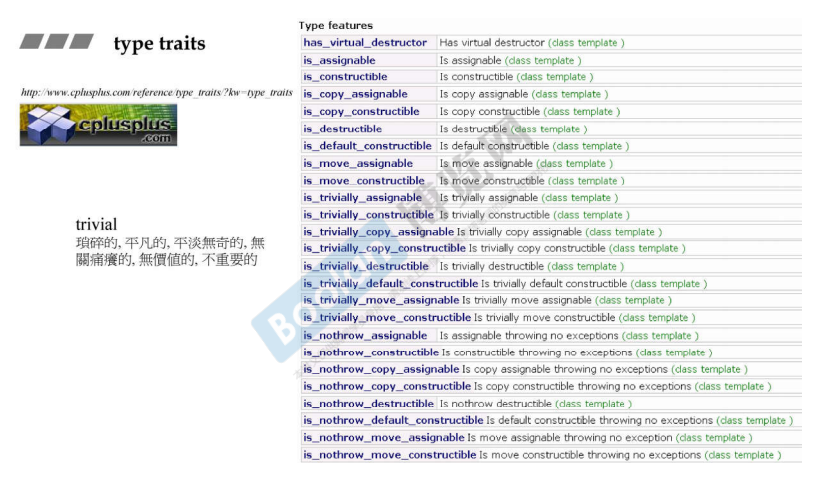 type traits
http://www.cplusplus.com/reference/type_traits/?kw=type_traits
cplusplus
.com
trivial
瑣碎的, 平凡的, 平淡無奇的, 無
關痛癢的, 無價值的, 不重要的
Type features
has_virtual_destructor Has virtual destructor (class template )
is_assignable Is assignable (class template )
is_constructible Is constructible (class template )
is_copy_assignable Is copy assignable (class template )
is_copy_constructible Is copy constructible (class template )
is_destructible Is destructible (class template )
is_default_constructible Is default constructible (class template )
is_move_assignable Is move assignable (class template )
is_move_constructible Is move constructible (class template )
is_trivially_assignable Is trivially assignable (class template )
is_trivially_constructible Is trivially constructible (class template )
is_trivially_copy_assignable Is trivially copy assignable (class template )
is_trivially_copy_constructible Is trivially copy constructible (class template )
is_trivially_destructible Is trivially destructible (class template )
is_trivially_default_constructible Is trivially default constructible (class template )
is_trivially_move_assignable Is trivially move assignable (class template )
is_trivially_move_constructible Is trivially move constructible (class template )
is_nothrow_assignable Is assignable throwing no exceptions (class template )
is_nothrow_constructible Is constructible throwing no exceptions (class template )
is_nothrow_copy_assignable Is copy assignable throwing no exceptions (class template )
is_nothrow_copy_constructible Is copy constructible throwing no exceptions (class template )
is_nothrow_destructible Is nothrow destructible (class template )
is_nothrow_default_constructible Is default constructible throwing no exceptions (class template )
is_nothrow_move_assignable Is move assignable throwing no exception (class template )
is_nothrow_move_constructible Is move constructible throwing no exceptions (class template )